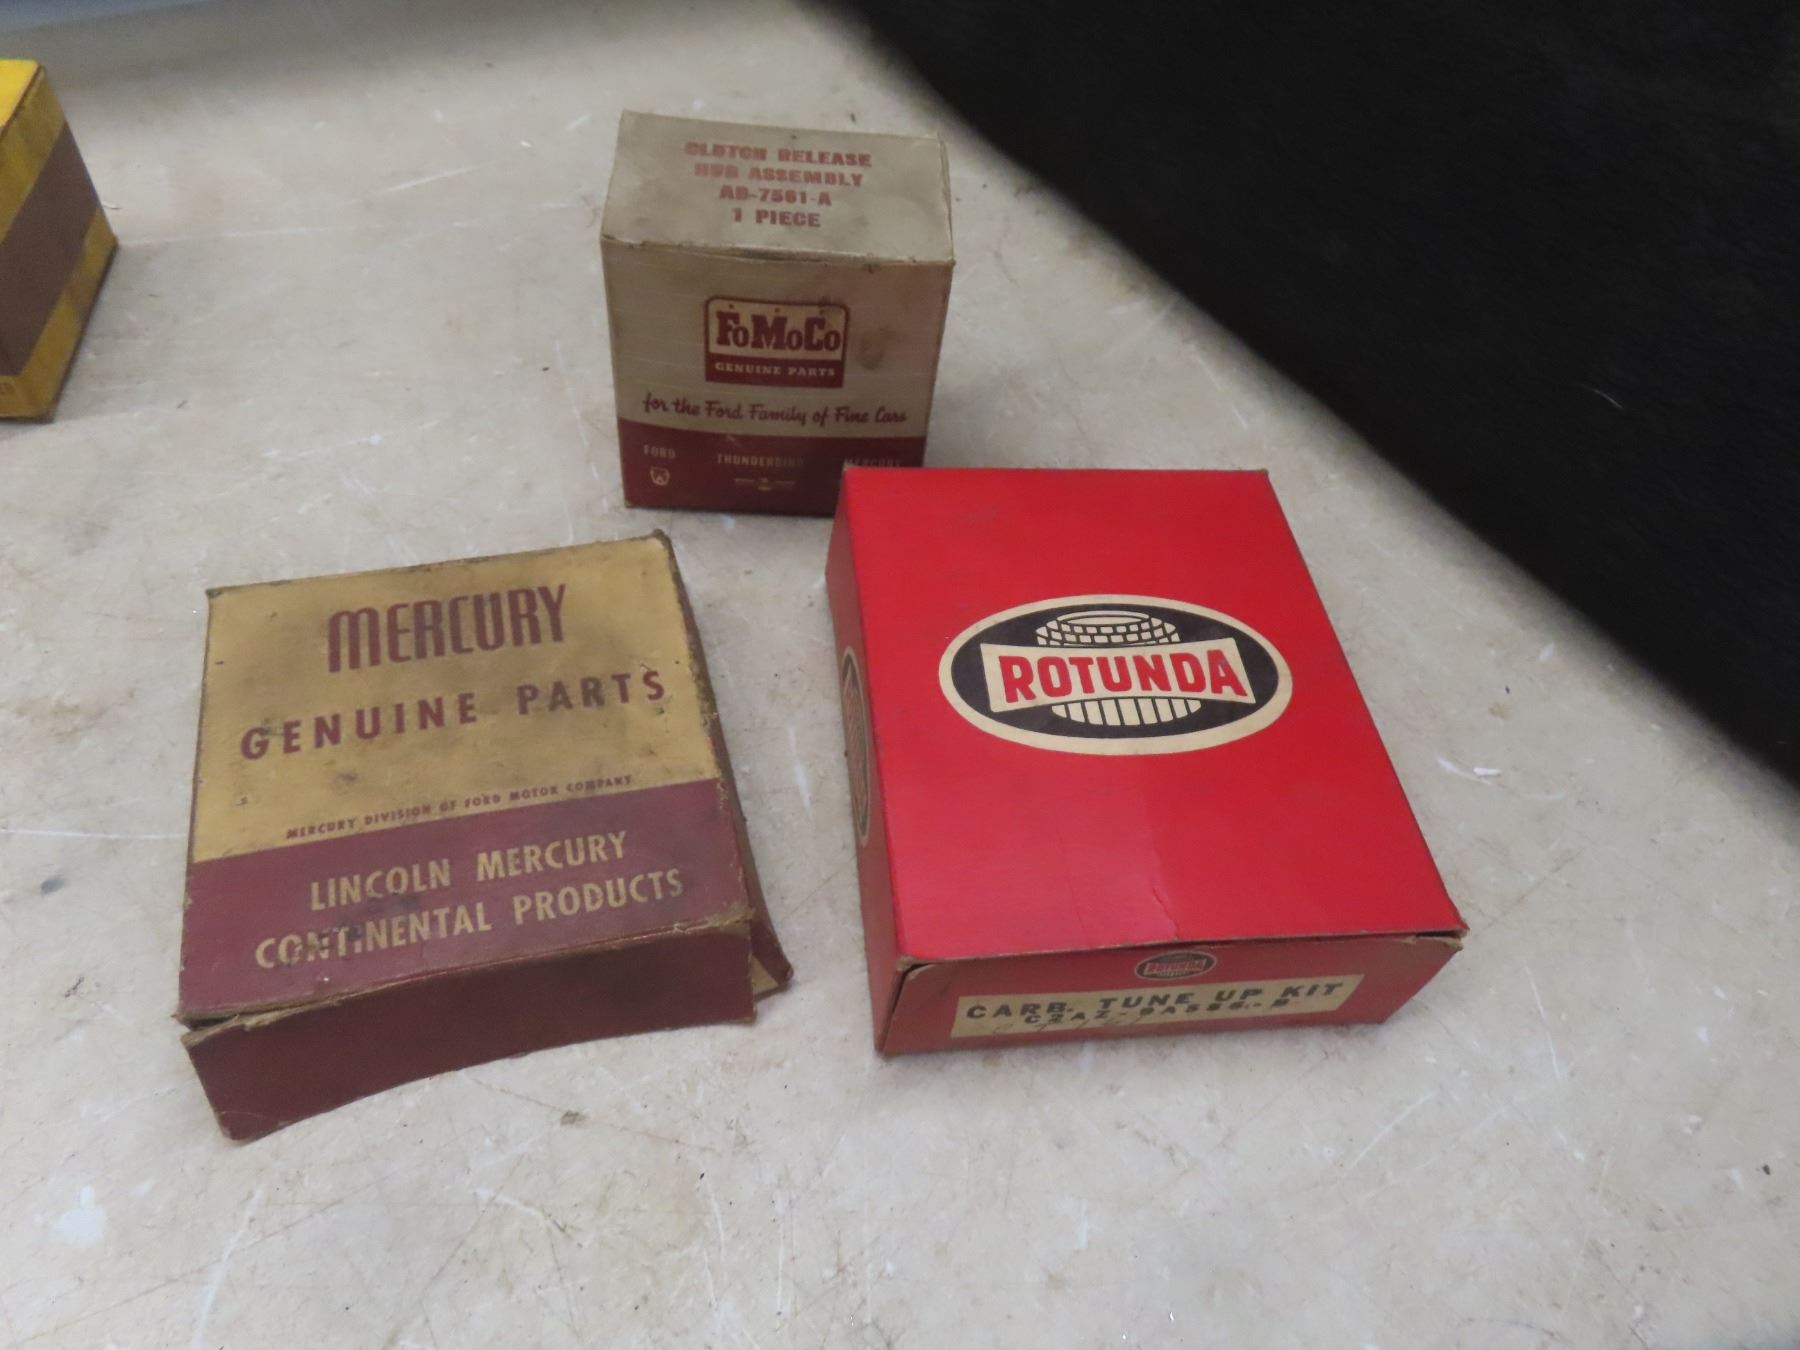 CLUTCH RELEASE
HUB ASSEMBLY
AB-7561-A
1 PIECE
FoMoCo
GENUINE PARTS
for the Ford Family of Fine Cars
FORD THUNDERBIRD MERCURY
MERCURY
GENUINE PARTS
MERCURY DIVISION OF FORD MOTOR COMPANY
LINCOLN MERCURY
CONTINENTAL PRODUCTS
ROTUNDA
ROTUNDA
CARB. TUNE UP KIT